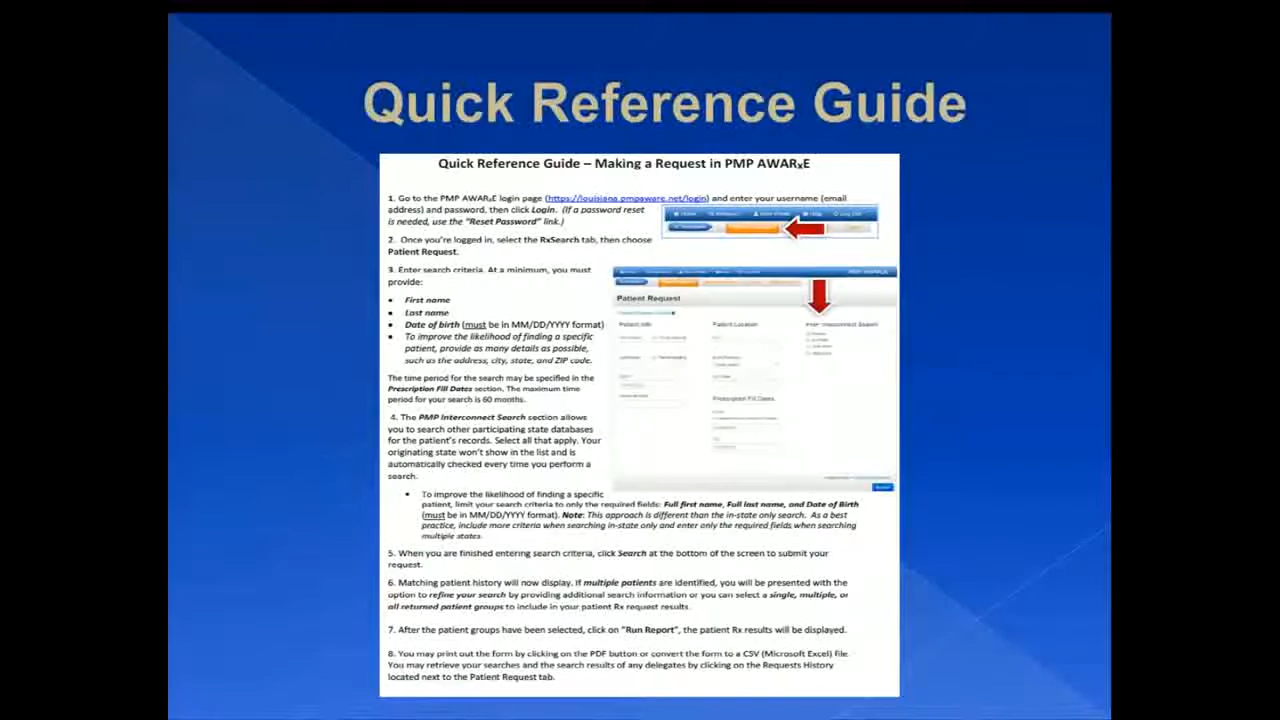 Quick Reference Guide
Quick Reference Guide – Making a Request in PMP AWARxE
1. Go to the PMP AWARxE login page (https://louisiana.pmpaware.net/login) and enter your username (email
address) and password, then click Login. (If a password reset
is needed, use the "Reset Password" link.)
2. Once you're logged in, select the RxSearch tab, then choose
Patient Request.
3. Enter search criteria. At a minimum, you must
provide:
• First name
• Last name
• Date of birth (must be in MM/DD/YYYY format)
• To improve the likelihood of finding a specific
patient, provide as many details as possible,
such as the address, city, state, and ZIP code.
The time period for the search may be specified in the
Prescription Fill Dates section. The maximum time
period for your search is 60 months.
4. The PMP Interconnect Search section allows
you to search other participating state databases
for the patient's records. Select all that apply. Your
originating state won't show in the list and is
automatically checked every time you perform a
search.
Patient Request
Patient Info
Patient Location
PMP Interconnect Search
Prescription Fill Dates
• To improve the likelihood of finding a specific
patient, limit your search criteria to only the required fields: Full first name, Full last name, and Date of Birth
(must be in MM/DD/YYYY format). Note: This approach is different than the in-state only search. As a best
practice, include more criteria when searching in-state only and enter only the required fields when searching
multiple states.
5. When you are finished entering search criteria, click Search at the bottom of the screen to submit your
request.
6. Matching patient history will now display. If multiple patients are identified, you will be presented with the
option to refine your search by providing additional search information or you can select a single, multiple, or
all returned patient groups to include in your patient Rx request results.
7. After the patient groups have been selected, click on "Run Report", the patient Rx results will be displayed.
8. You may print out the form by clicking on the PDF button or convert the form to a CSV (Microsoft Excel) file.
You may retrieve your searches and the search results of any delegates by clicking on the Requests History
located next to the Patient Request tab.